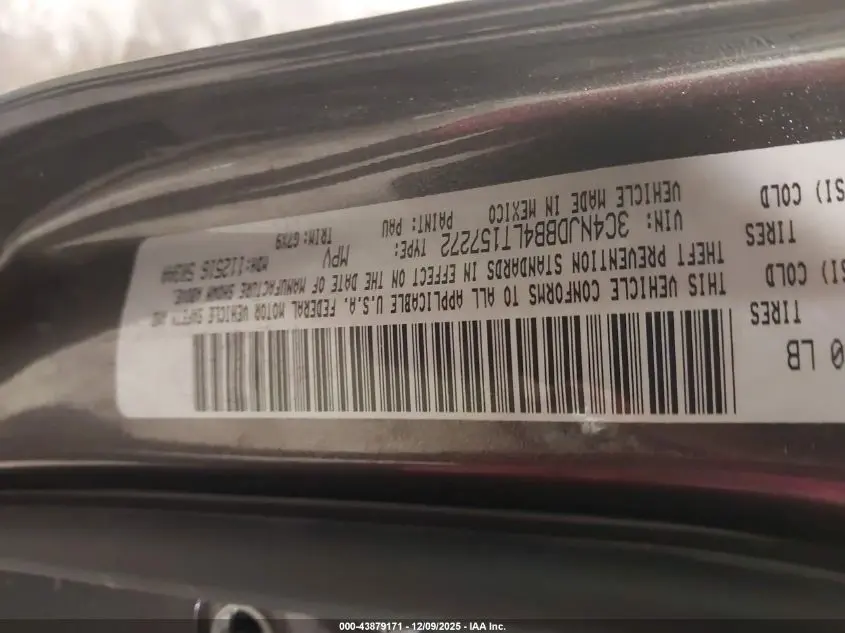 0 LB
TIRES
SI) COLD
TIRES
SI) COLD
THIS VEHICLE CONFORMS TO ALL APPLICABLE U.S.A. FEDERAL MOTOR VEHICLE SAFETY AND
THEFT PREVENTION STANDARDS IN EFFECT ON THE DATE OF MANUFACTURE SHOWN ABOVE.
VIN: 3C4NJDBB4LT157272 TYPE: MPV MDH: 112516
VEHICLE MADE IN MEXICO PAINT: PAU TRIM: G7X9
000-43879171 - 12/09/2025 - IAA Inc.